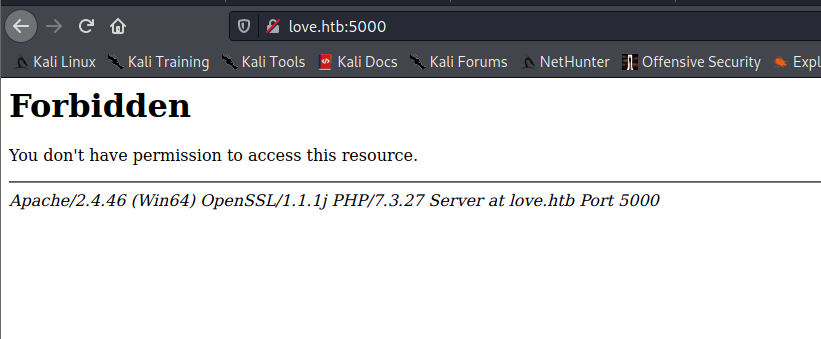 love.htb:5000
Kali Linux Kali Training Kali Tools Kali Docs Kali Forums NetHunter Offensive Security Expl
Forbidden
You don't have permission to access this resource.
Apache/2.4.46 (Win64) OpenSSL/1.1.1j PHP/7.3.27 Server at love.htb Port 5000